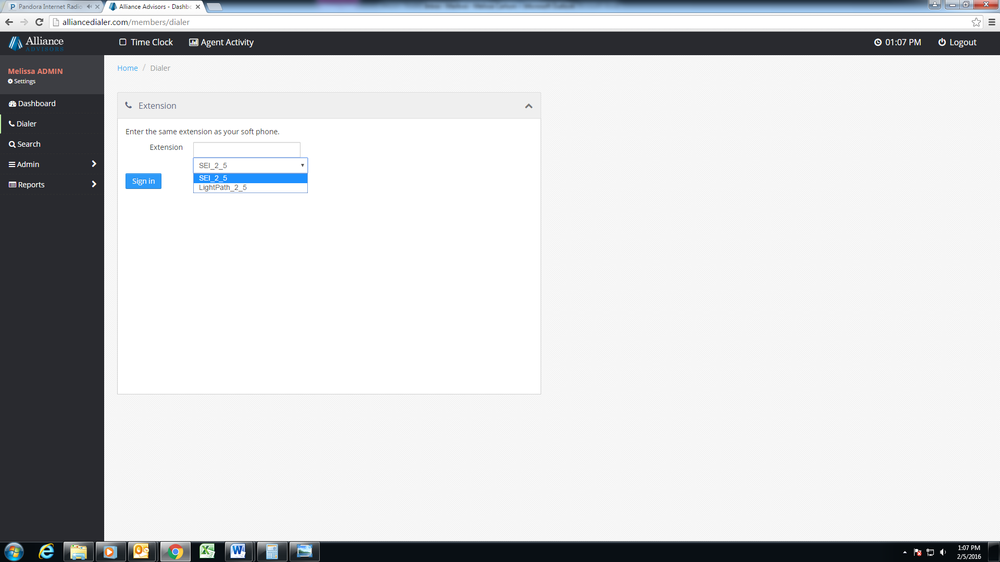 Pandora Internet Radio
Alliance Advisors - Dashbo
alliancedialer.com/members/dialer
Alliance
ADVISORS
Time Clock
Agent Activity
01:07 PM
Logout
Melissa ADMIN
Settings
Dashboard
Dialer
Search
Admin
Reports
Home / Dialer
Extension
Enter the same extension as your soft phone.
Extension
SEI_2_5
Sign in
SEI_2_5
LightPath_2_5
1:07 PM
2/5/2016